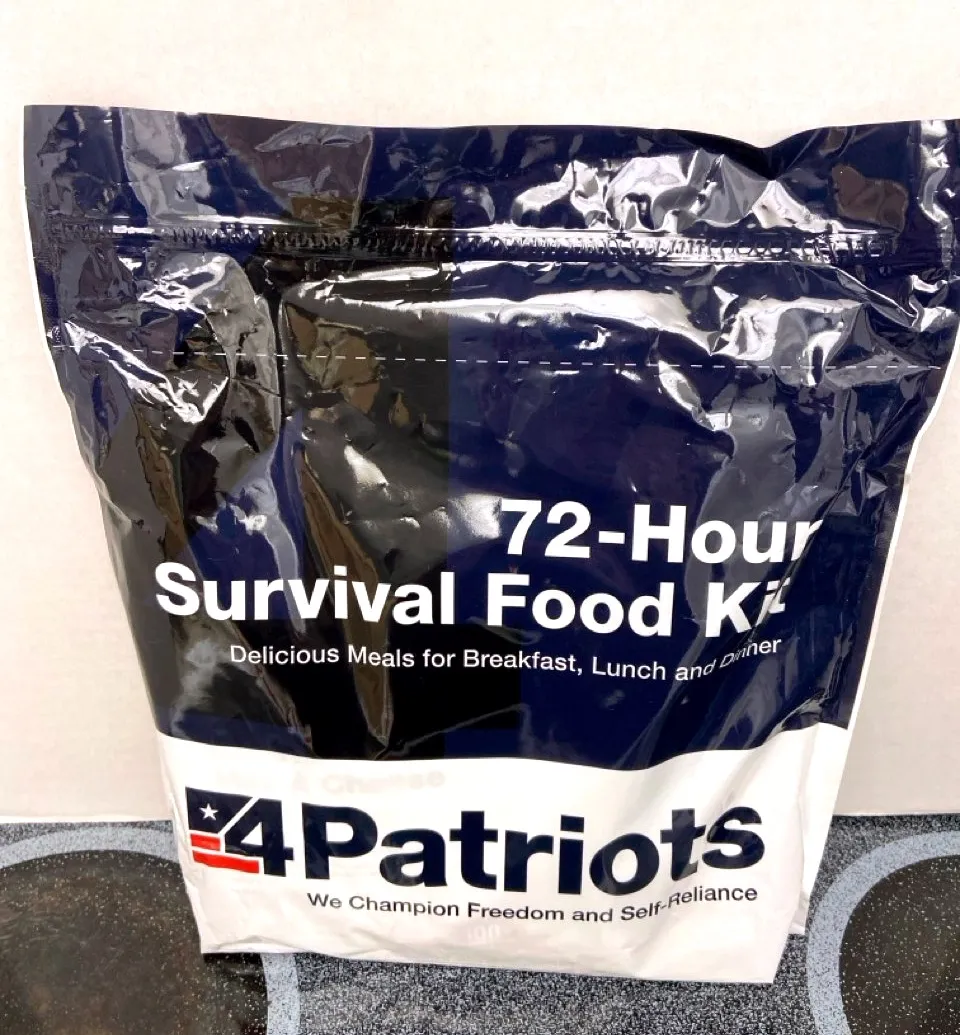 72-Hour
Survival Food Kit
Delicious Meals for Breakfast, Lunch and Dinner
4Patriots
We Champion Freedom and Self-Reliance